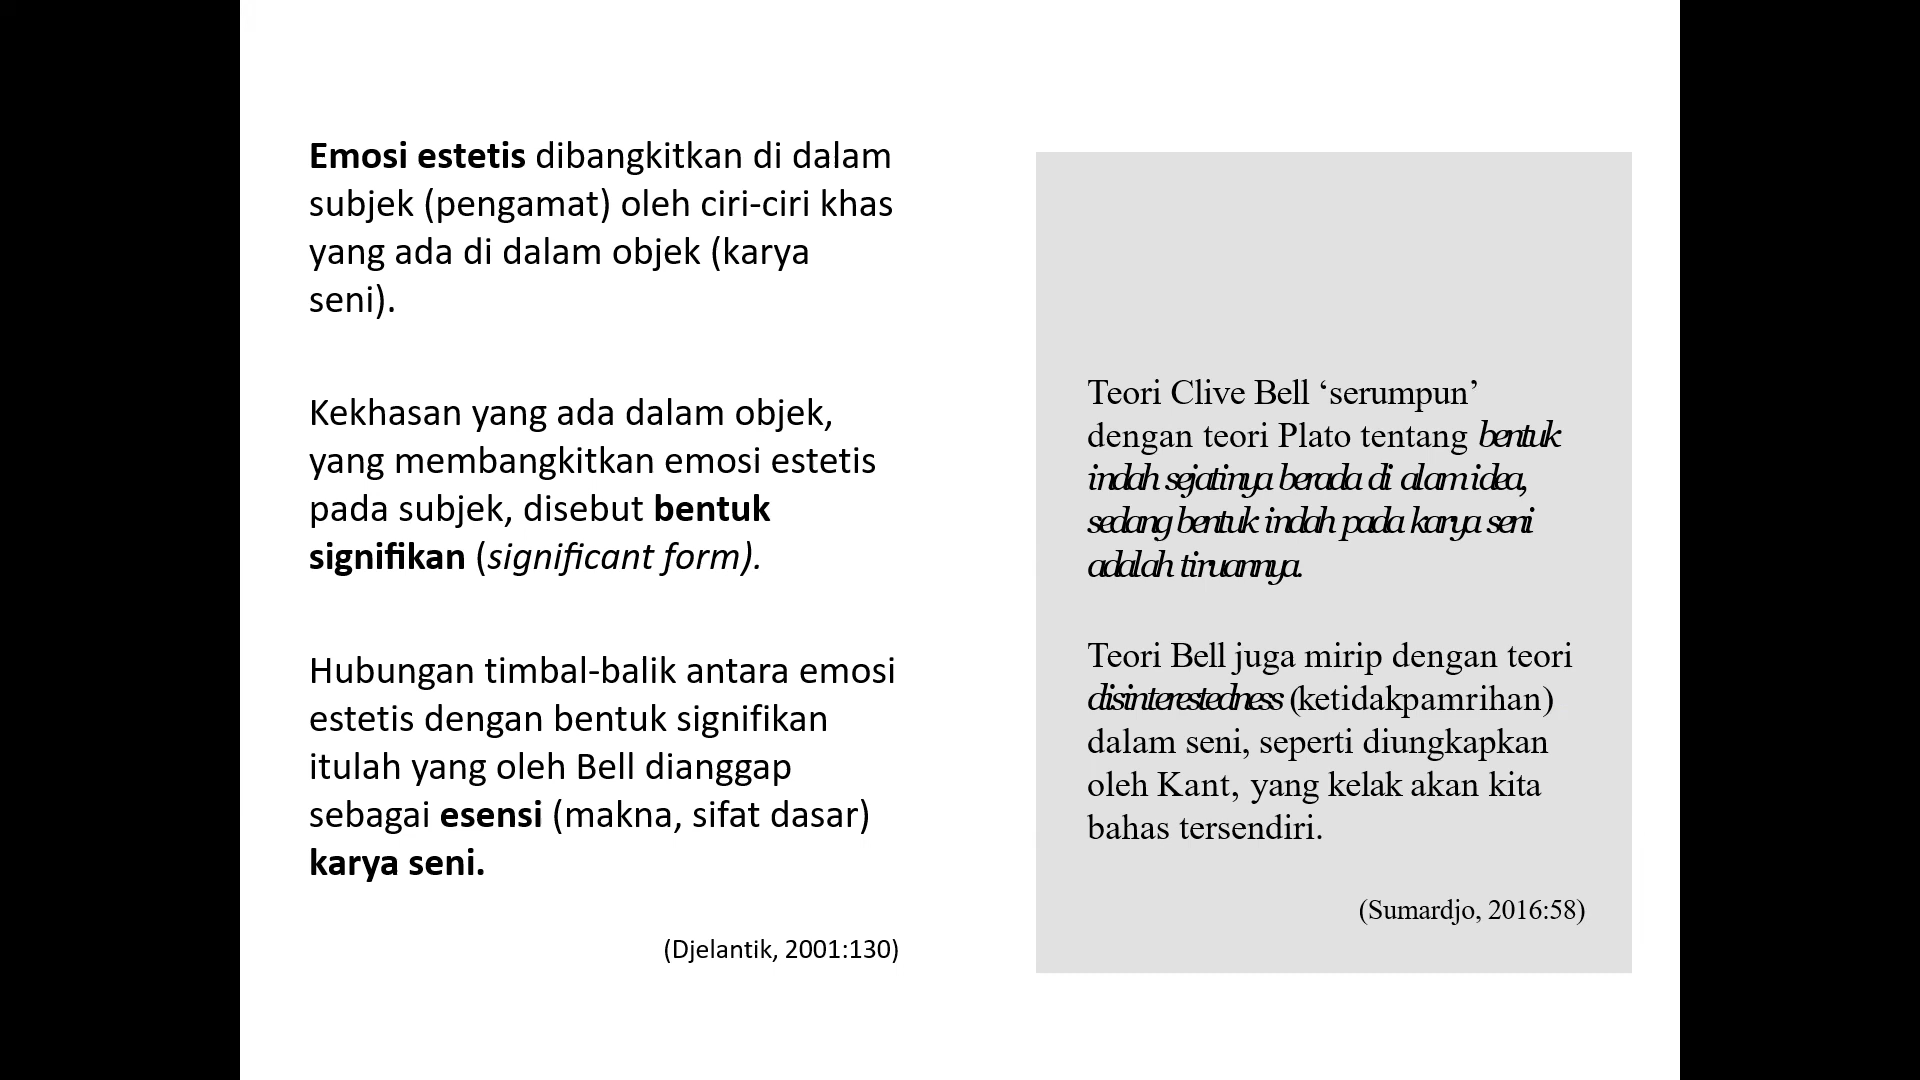 Emosi estetis dibangkitkan di dalam
subjek (pengamat) oleh ciri-ciri khas
yang ada di dalam objek (karya
seni).
Kekhasan yang ada dalam objek,
yang membangkitkan emosi estetis
pada subjek, disebut bentuk
signifikan (significant form).
Hubungan timbal-balik antara emosi
estetis dengan bentuk signifikan
itulah yang oleh Bell dianggap
sebagai esensi (makna, sifat dasar)
karya seni.
(Djelantik, 2001:130)
Teori Clive Bell ‘serumpun’
dengan teori Plato tentang bentuk
indah sejatinya berada di alam idea,
sedang bentuk indah pada karya seni
adalah tiruannya.
Teori Bell juga mirip dengan teori
disinterestedness (ketidakpamrihan)
dalam seni, seperti diungkapkan
oleh Kant, yang kelak akan kita
bahas tersendiri.
(Sumardjo, 2016:58)